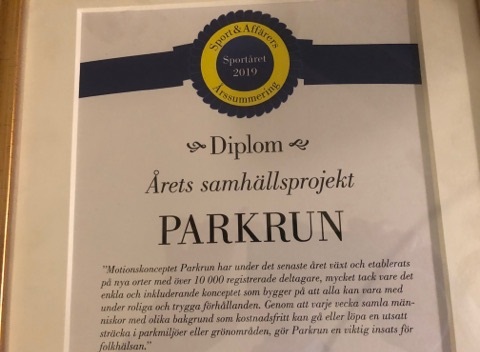 Sport & Affärers
Sportåret
2019
Årssummering
Diplom
Årets samhällsprojekt
PARKRUN
"Motionskonceptet Parkrun har under det senaste året växt och etablerats
på nya orter med över 10 000 registrerade deltagare, mycket tack vare det
enkla och inkluderande konceptet som bygger på att alla kan vara med
under roliga och trygga förhållanden. Genom att varje vecka samla män-
niskor med olika bakgrund som kostnadsfritt kan gå eller löpa en utsatt
sträcka i parkmiljöer eller grönområden, gör Parkrun en viktig insats för
folkhälsan."